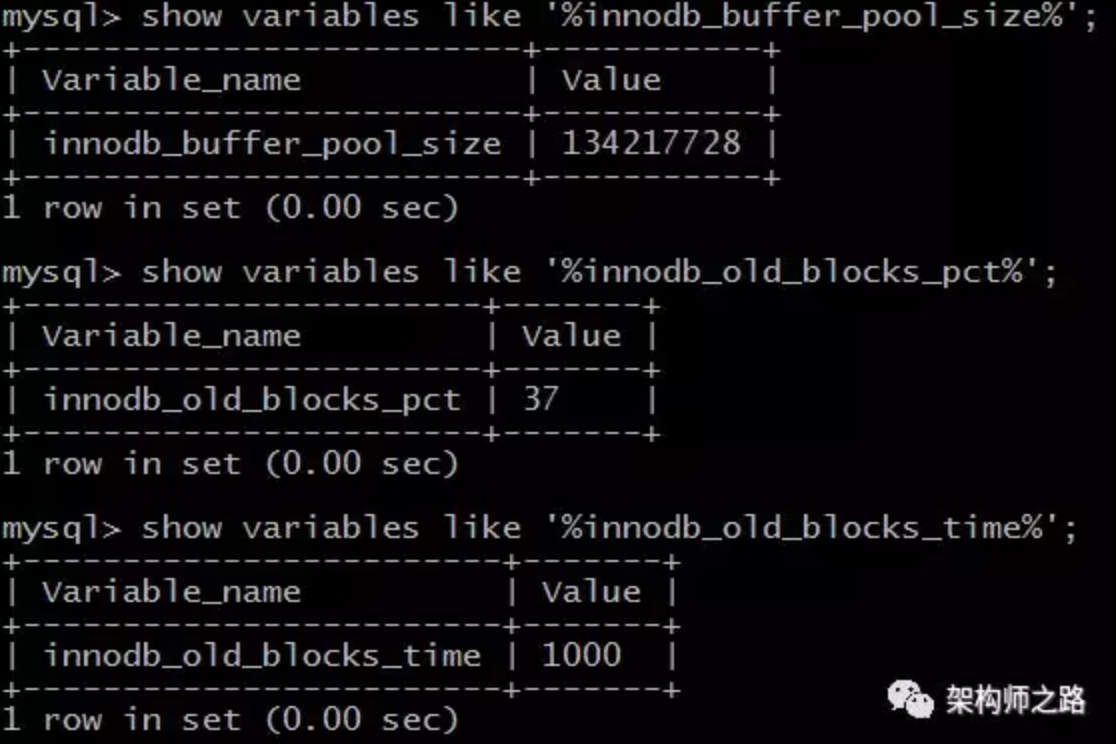 mysql> show variables like '%innodb_buffer_pool_size%';
+-------------------------+-----------+
| Variable_name           | Value     |
+-------------------------+-----------+
| innodb_buffer_pool_size | 134217728 |
+-------------------------+-----------+
1 row in set (0.00 sec)
mysql> show variables like '%innodb_old_blocks_pct%';
+-----------------------+-------+
| Variable_name         | Value |
+-----------------------+-------+
| innodb_old_blocks_pct | 37    |
+-----------------------+-------+
1 row in set (0.00 sec)
mysql> show variables like '%innodb_old_blocks_time%';
+------------------------+-------+
| Variable_name          | Value |
+------------------------+-------+
| innodb_old_blocks_time | 1000  |
+------------------------+-------+
1 row in set (0.00 sec)
架构师之路